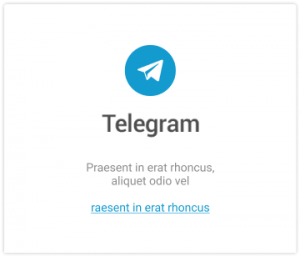 Telegram
Praesent in erat rhoncus,
aliquet odio vel
raesent in erat rhoncus